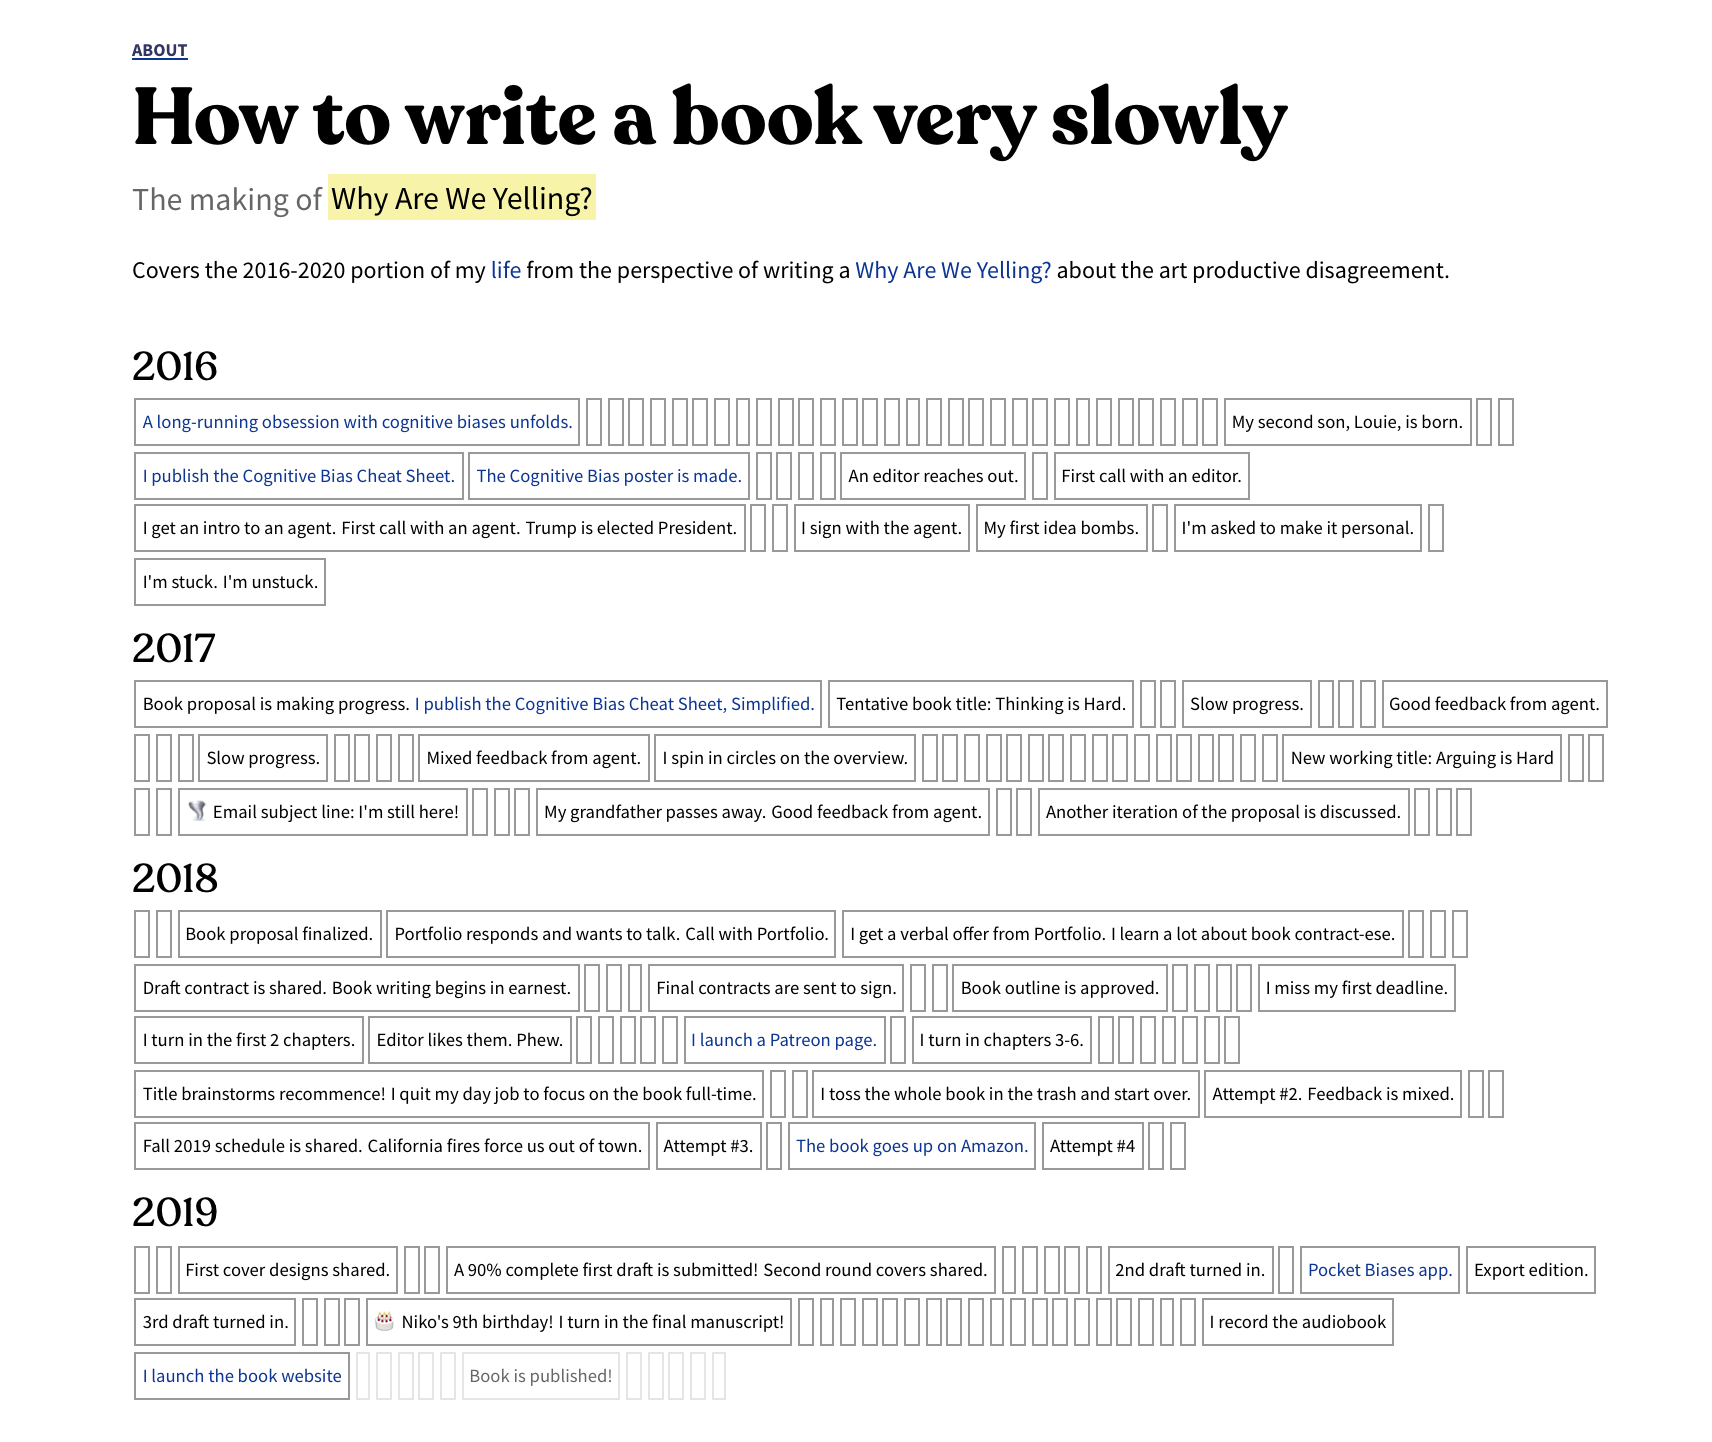 ABOUT
How to write a book very slowly
The making of Why Are We Yelling?
Covers the 2016-2020 portion of my life from the perspective of writing a Why Are We Yelling? about the art productive disagreement.
2016
A long-running obsession with cognitive biases unfolds. My second son, Louie, is born.
I publish the Cognitive Bias Cheat Sheet. The Cognitive Bias poster is made. An editor reaches out. First call with an editor.
I get an intro to an agent. First call with an agent. Trump is elected President. I sign with the agent. My first idea bombs. I'm asked to make it personal.
I'm stuck. I'm unstuck.
2017
Book proposal is making progress. I publish the Cognitive Bias Cheat Sheet, Simplified. Tentative book title: Thinking is Hard. Slow progress. Good feedback from agent.
Slow progress. Mixed feedback from agent. I spin in circles on the overview. New working title: Arguing is Hard
🌪 Email subject line: I'm still here! My grandfather passes away. Good feedback from agent. Another iteration of the proposal is discussed.
2018
Book proposal finalized. Portfolio responds and wants to talk. Call with Portfolio. I get a verbal offer from Portfolio. I learn a lot about book contract-ese.
Draft contract is shared. Book writing begins in earnest. Final contracts are sent to sign. Book outline is approved. I miss my first deadline.
I turn in the first 2 chapters. Editor likes them. Phew. I launch a Patreon page. I turn in chapters 3-6.
Title brainstorms recommence! I quit my day job to focus on the book full-time. I toss the whole book in the trash and start over. Attempt #2. Feedback is mixed.
Fall 2019 schedule is shared. California fires force us out of town. Attempt #3. The book goes up on Amazon. Attempt #4
2019
First cover designs shared. A 90% complete first draft is submitted! Second round covers shared. 2nd draft turned in. Pocket Biases app. Export edition.
3rd draft turned in. 🎂 Niko's 9th birthday! I turn in the final manuscript! I record the audiobook
I launch the book website Book is published!